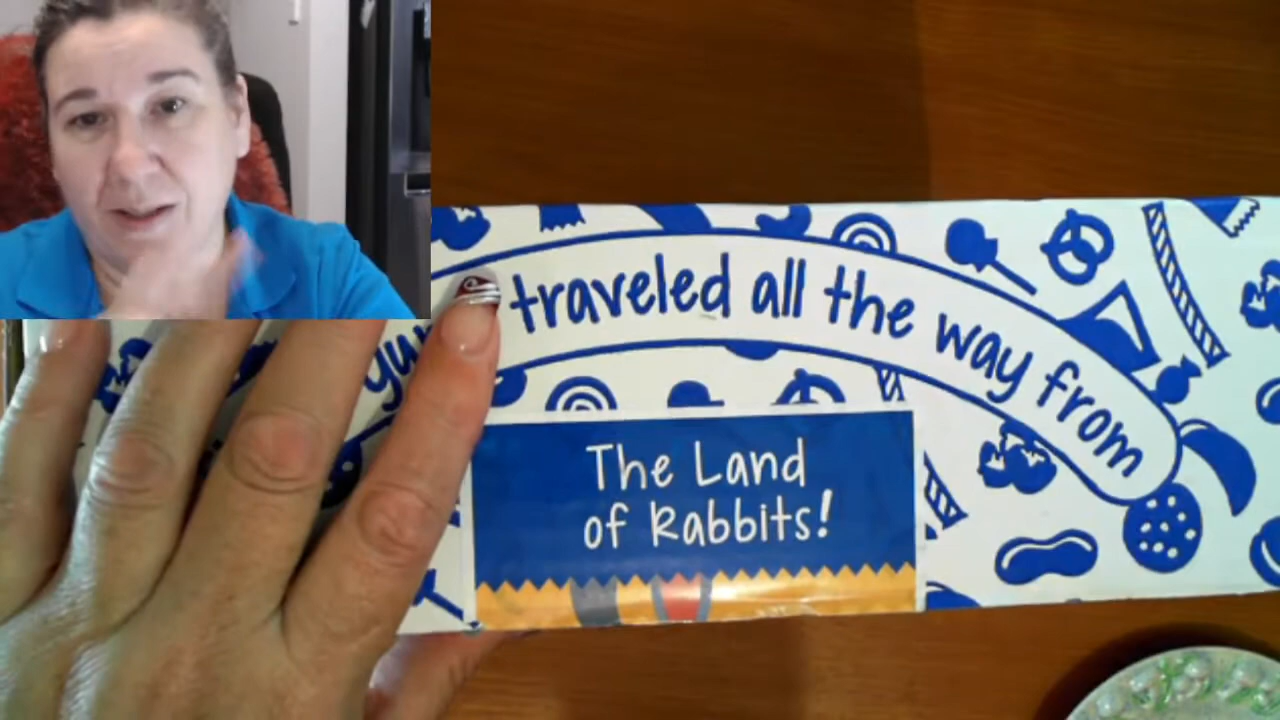 traveled all the way from
The Land
of Rabbits!